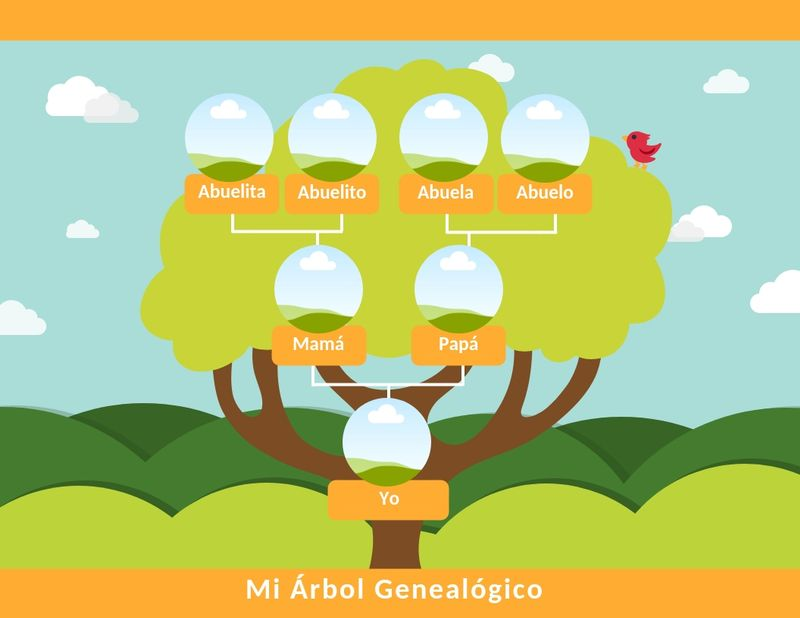 Abuelita
Abuelito
Abuela
Abuelo
Mamá
Papá
Yo
Mi Árbol Genealógico